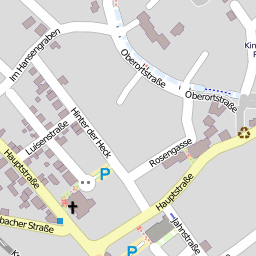 Im Hansengraben
Oberortstraße
Oberortstraße
Hinter der Heck
Luisenstraße
Hauptstraße
Rosengasse
Hauptstraße
Jahnstraße
bacher Straße
P
P